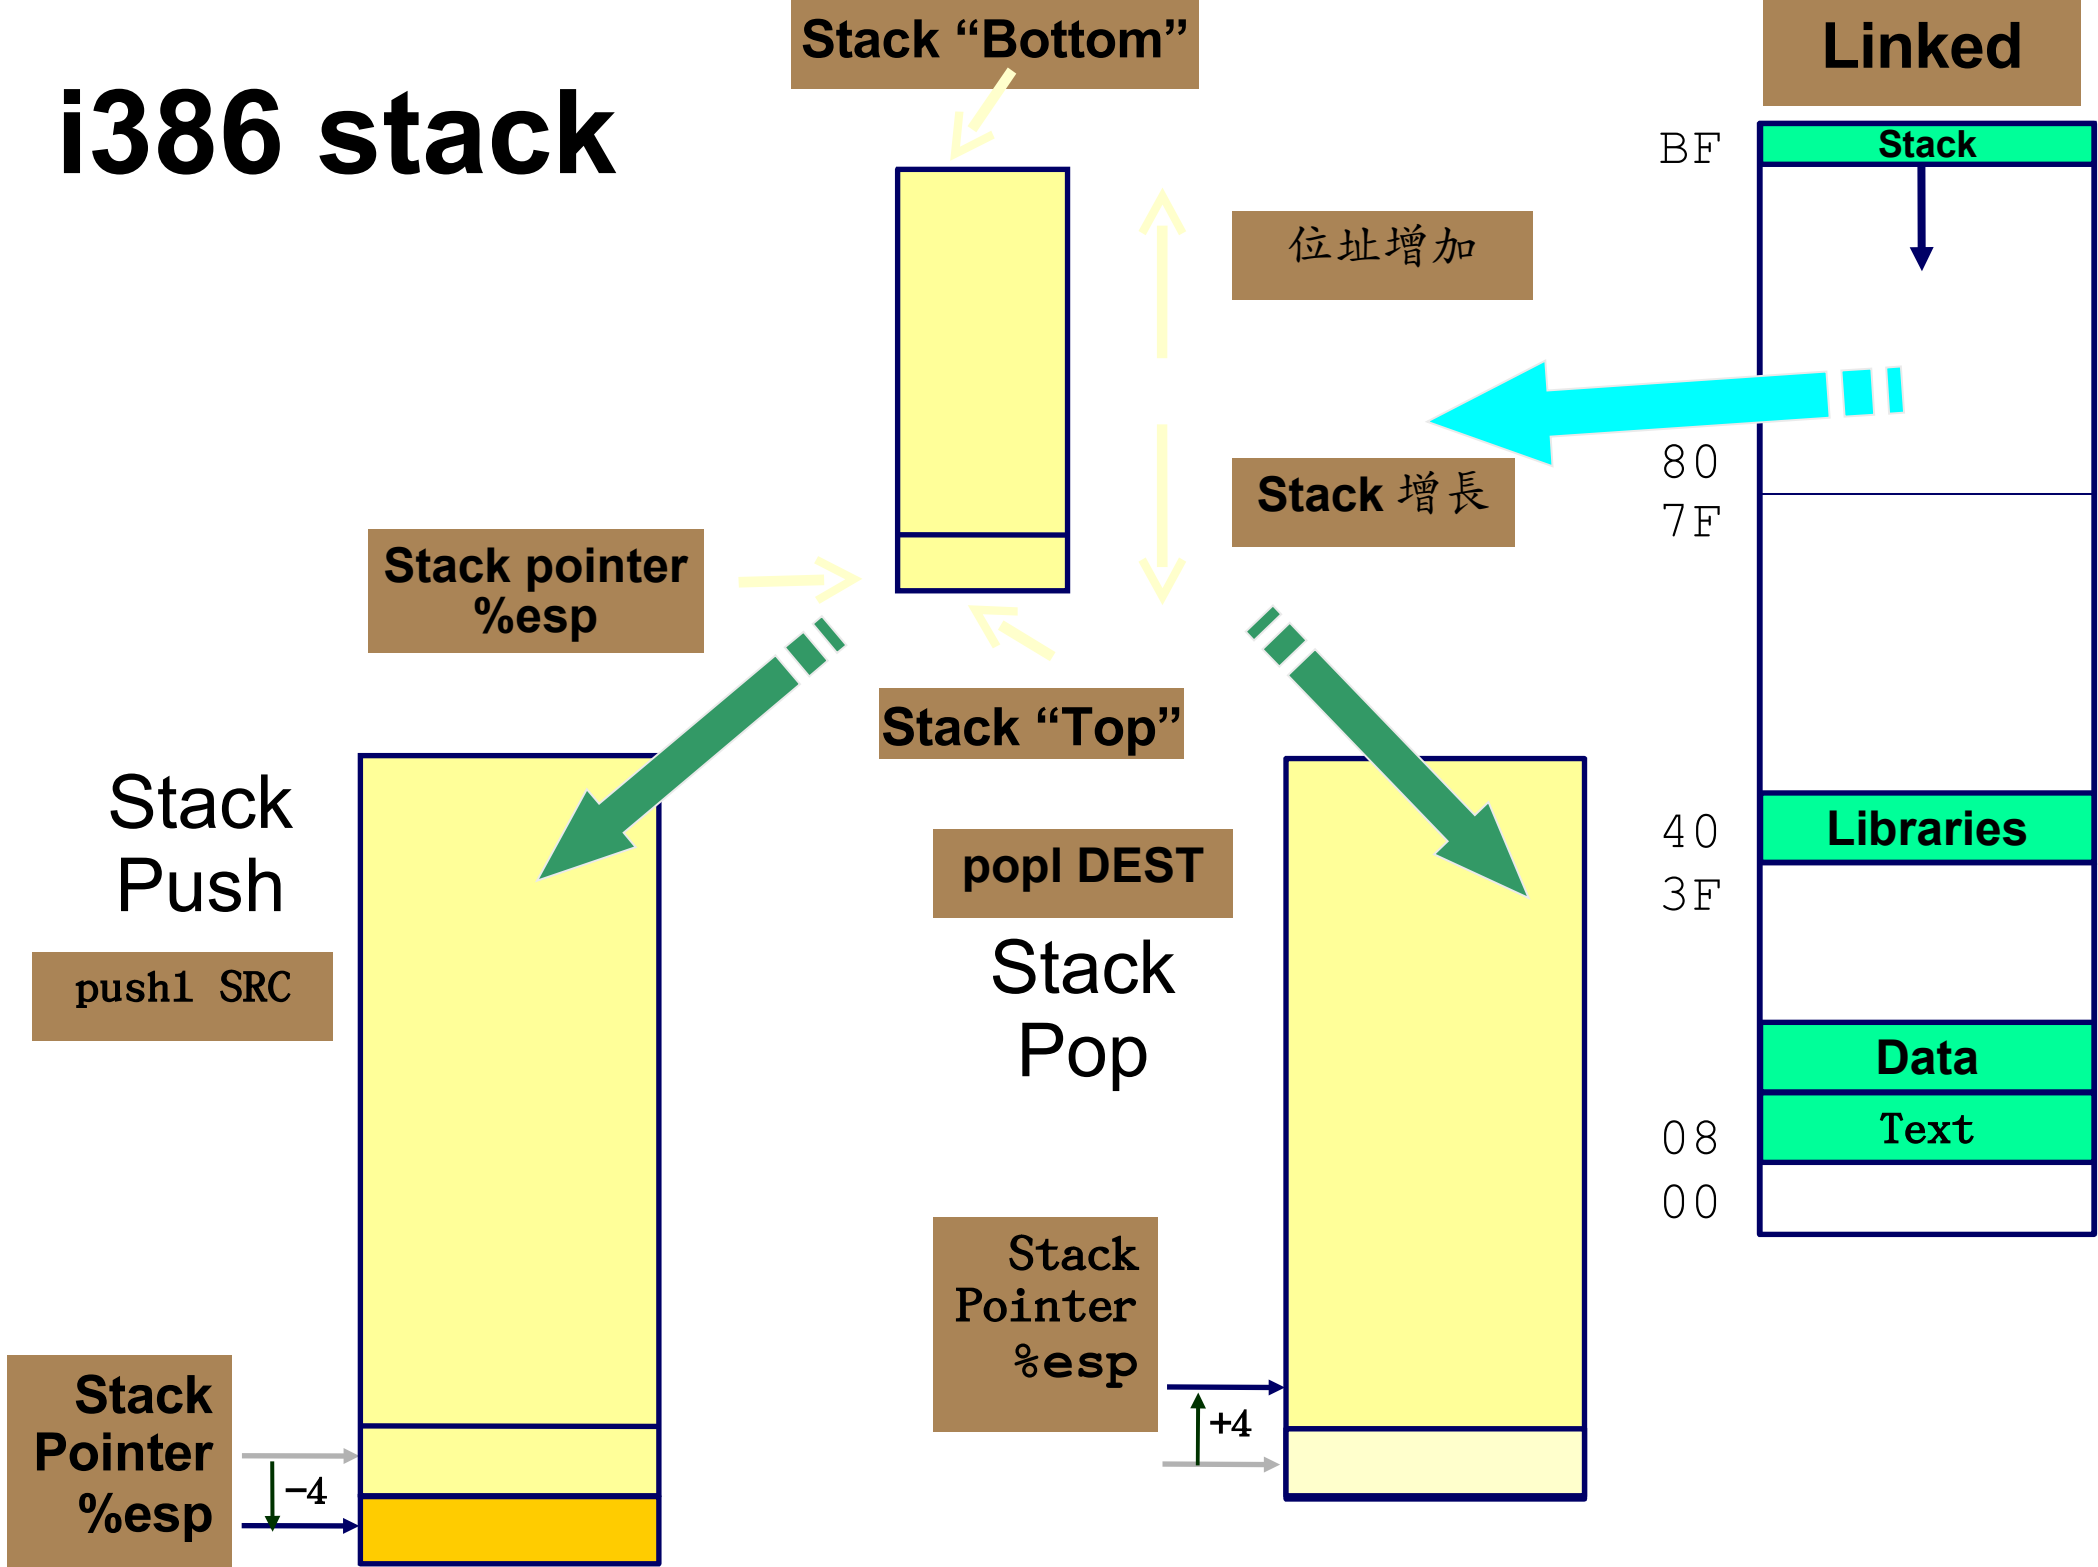 i386 stack
Stack “Bottom”
Linked
BF
Stack
位址增加
80
Stack 增長
7F
Stack pointer
%esp
Stack “Top”
Stack
Push
pushl SRC
popl DEST
Stack
Pop
40
Libraries
3F
Data
08
Text
00
Stack
Pointer
%esp
+4
Stack
Pointer
%esp
-4